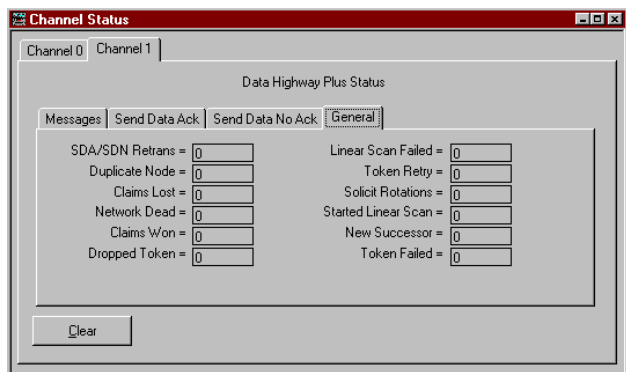 Channel Status
Channel 0 Channel 1
Data Highway Plus Status
Messages Send Data Ack Send Data No Ack General
SDA/SDN Retrans = 0 Linear Scan Failed = 0
Duplicate Node = 0 Token Retry = 0
Claims Lost = 0 Solicit Rotations = 0
Network Dead = 0 Started Linear Scan = 0
Claims Won = 0 New Successor = 0
Dropped Token = 0 Token Failed = 0
Clear